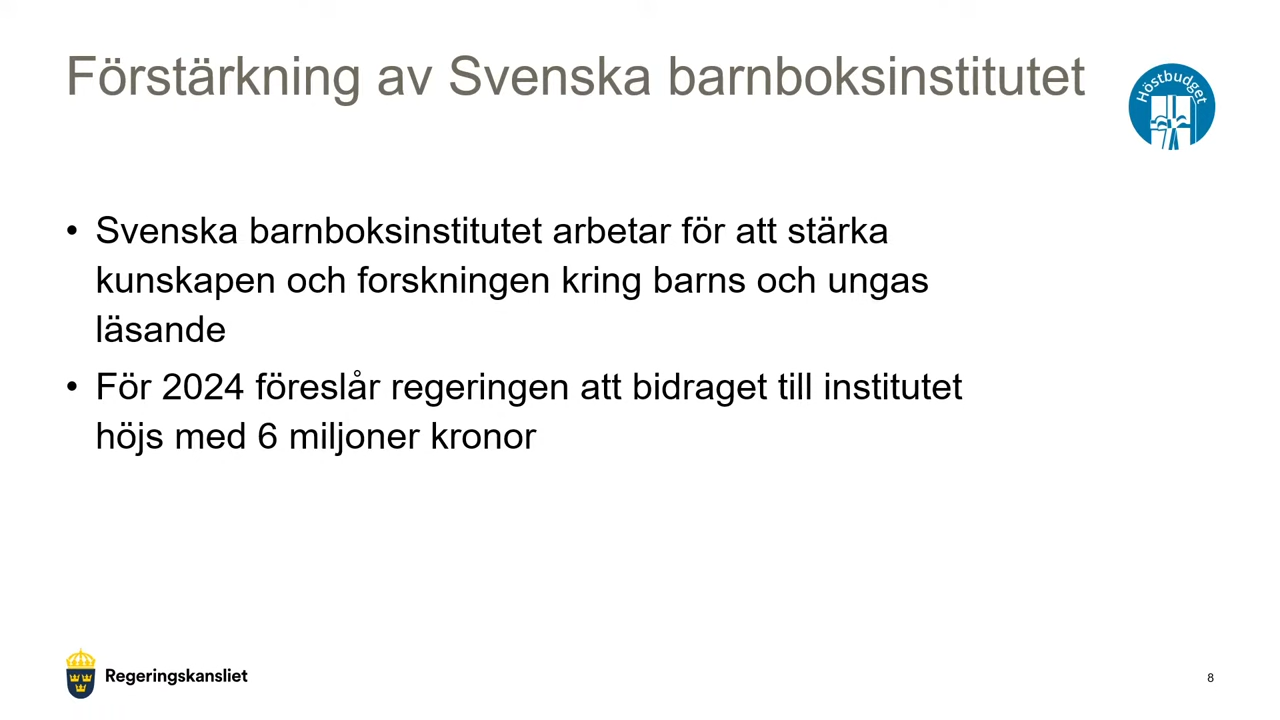 Förstärkning av Svenska barnboksinstitutet
Höstbudget
• Svenska barnboksinstitutet arbetar för att stärka
kunskapen och forskningen kring barns och ungas
läsande
• För 2024 föreslår regeringen att bidraget till institutet
höjs med 6 miljoner kronor
Regeringskansliet
8